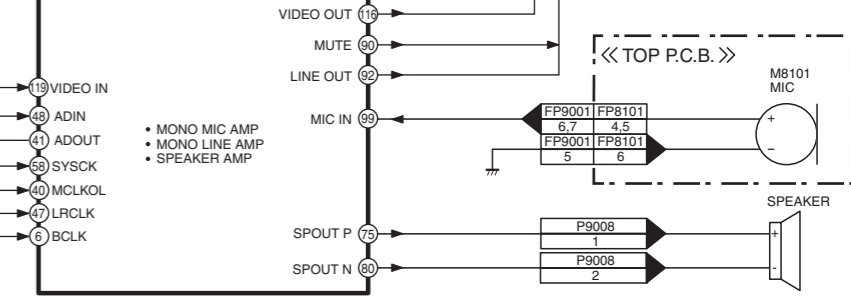 VIDEO OUT 116
MUTE 90
LINE OUT 92
MIC IN 99
SPOUT P 75
SPOUT N 80
119 VIDEO IN
48 ADIN
41 ADOUT
58 SYSCK
40 MCLKOL
47 LRCLK
6 BCLK
• MONO MIC AMP
• MONO LINE AMP
• SPEAKER AMP
<< TOP P.C.B. >>
M8101
MIC
FP9001 FP8101
6,7 4,5
FP9001 FP8101
5 6
+
−
SPEAKER
P9008
1
P9008
2
+
-